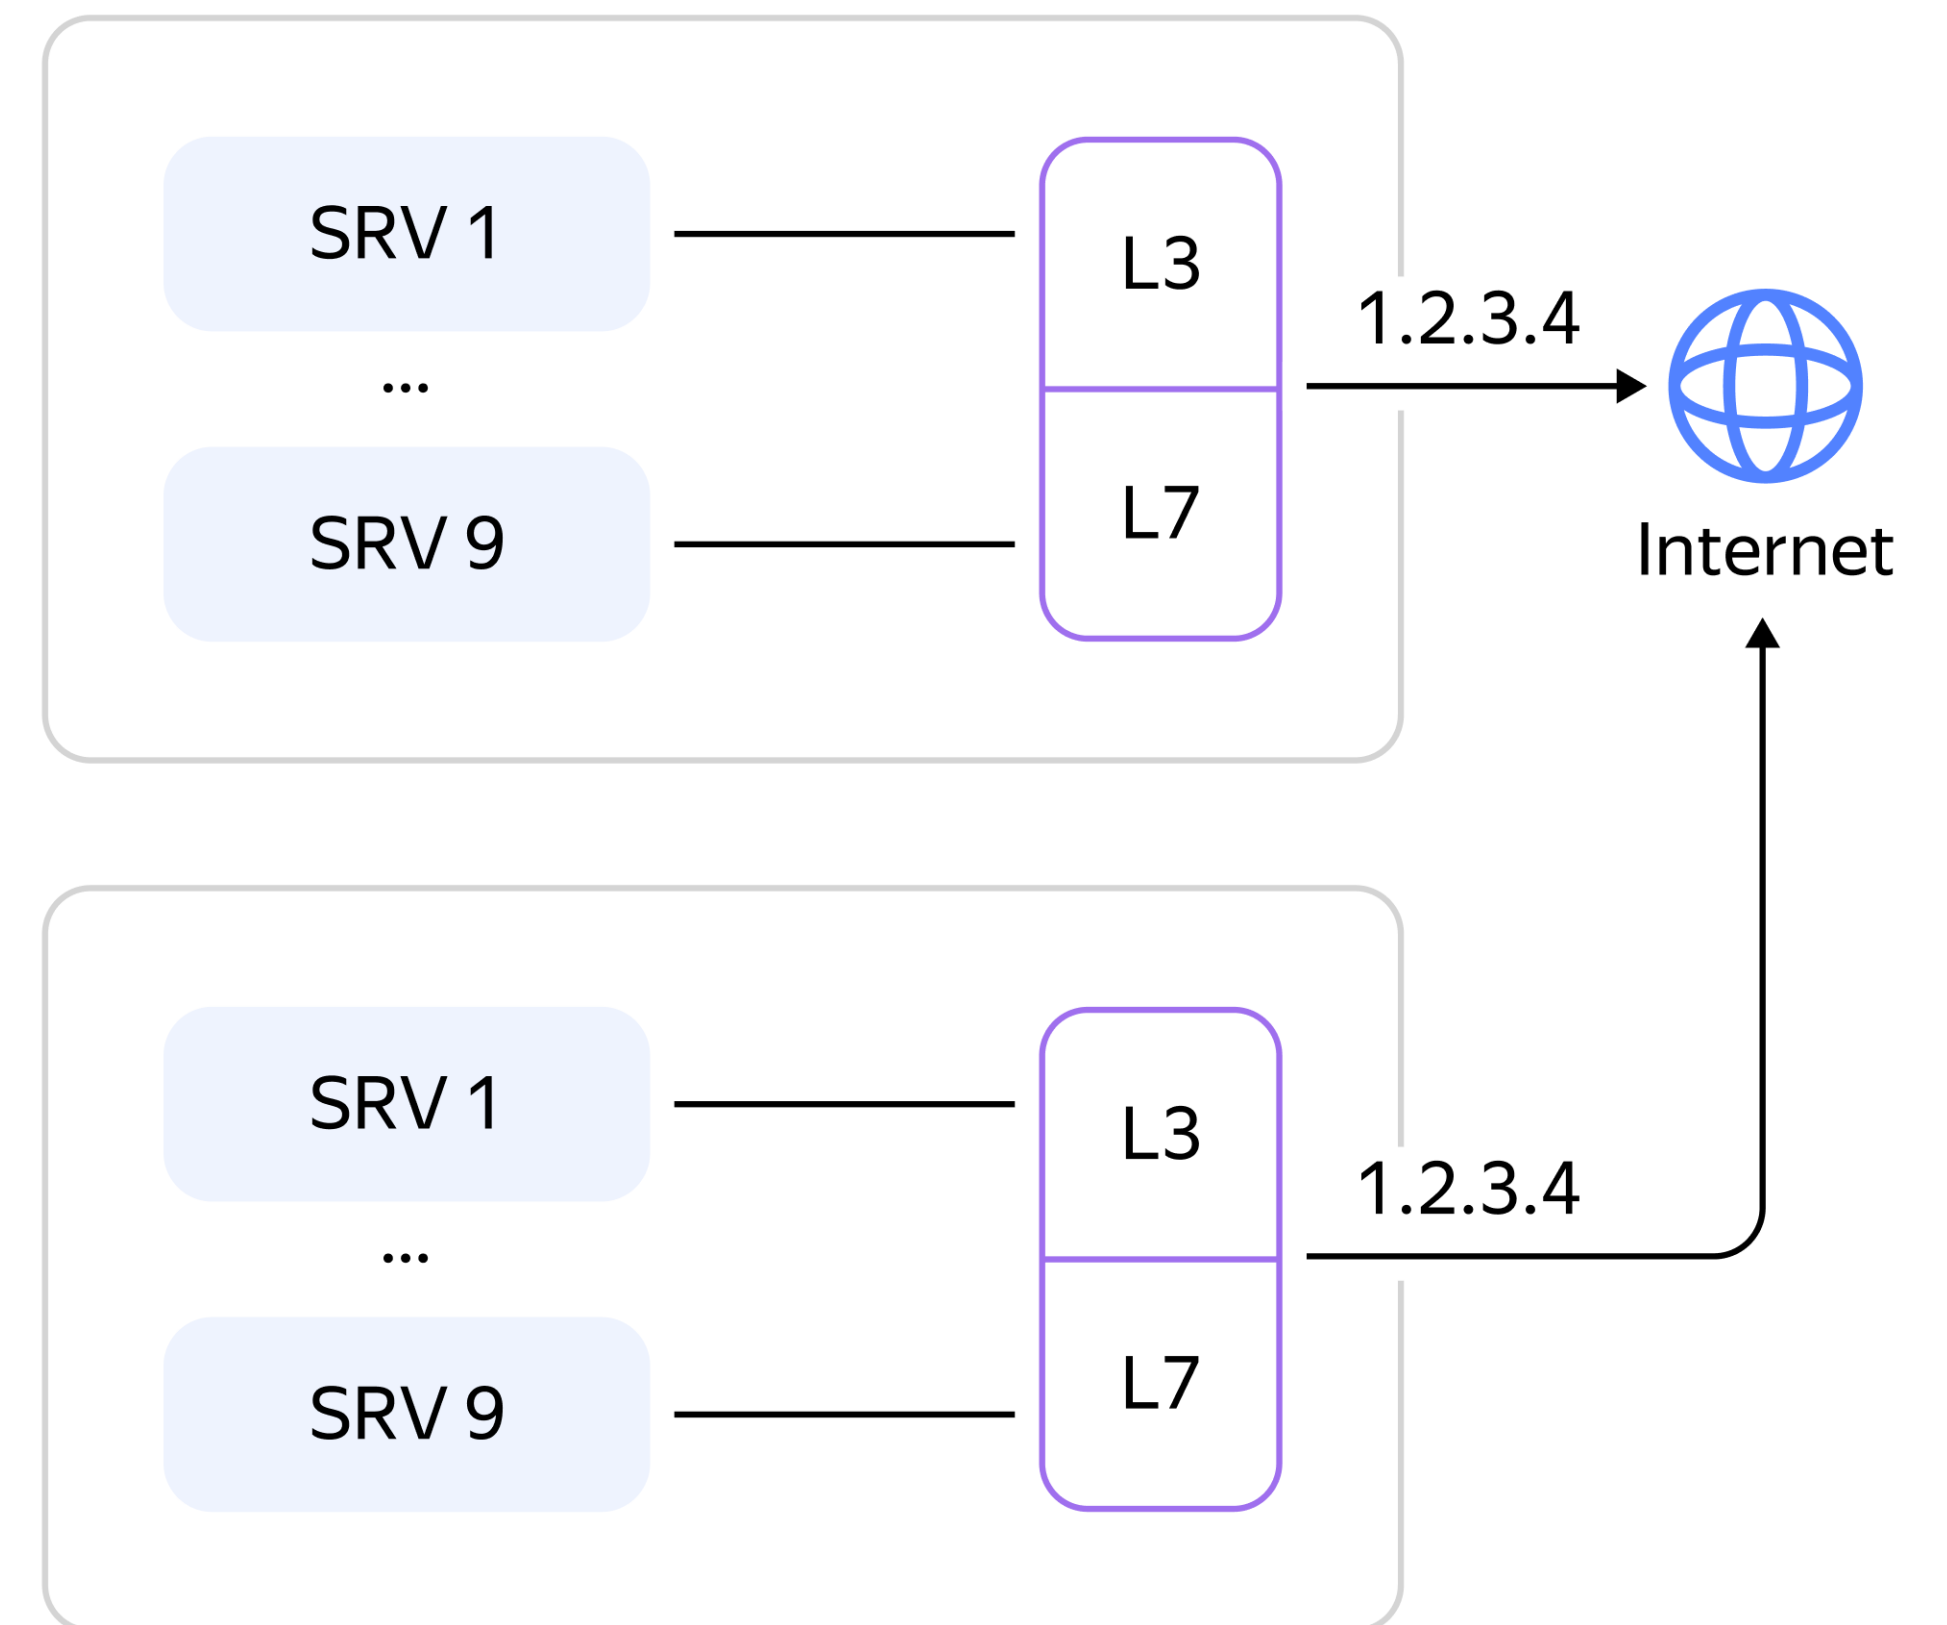 SRV 1
...
SRV 9
L3
L7
1.2.3.4
Internet
SRV 1
...
SRV 9
L3
L7
1.2.3.4